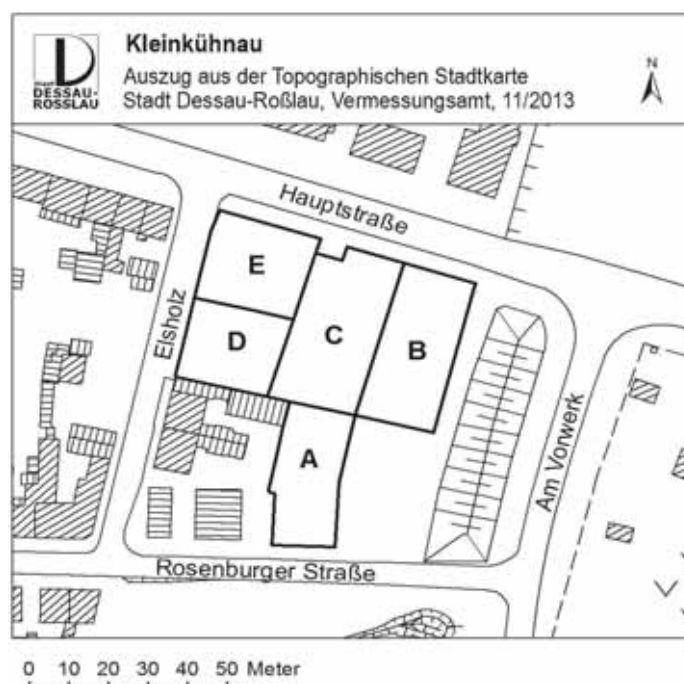 Stadt
DESSAU-
ROSSLAU
Kleinkühnau
Auszug aus der Topographischen Stadtkarte
Stadt Dessau-Roßlau, Vermessungsamt, 11/2013
N
Hauptstraße
E
Elsholz
D
C
B
A
Am Vorwerk
Rosenburger Straße
0 10 20 30 40 50 Meter